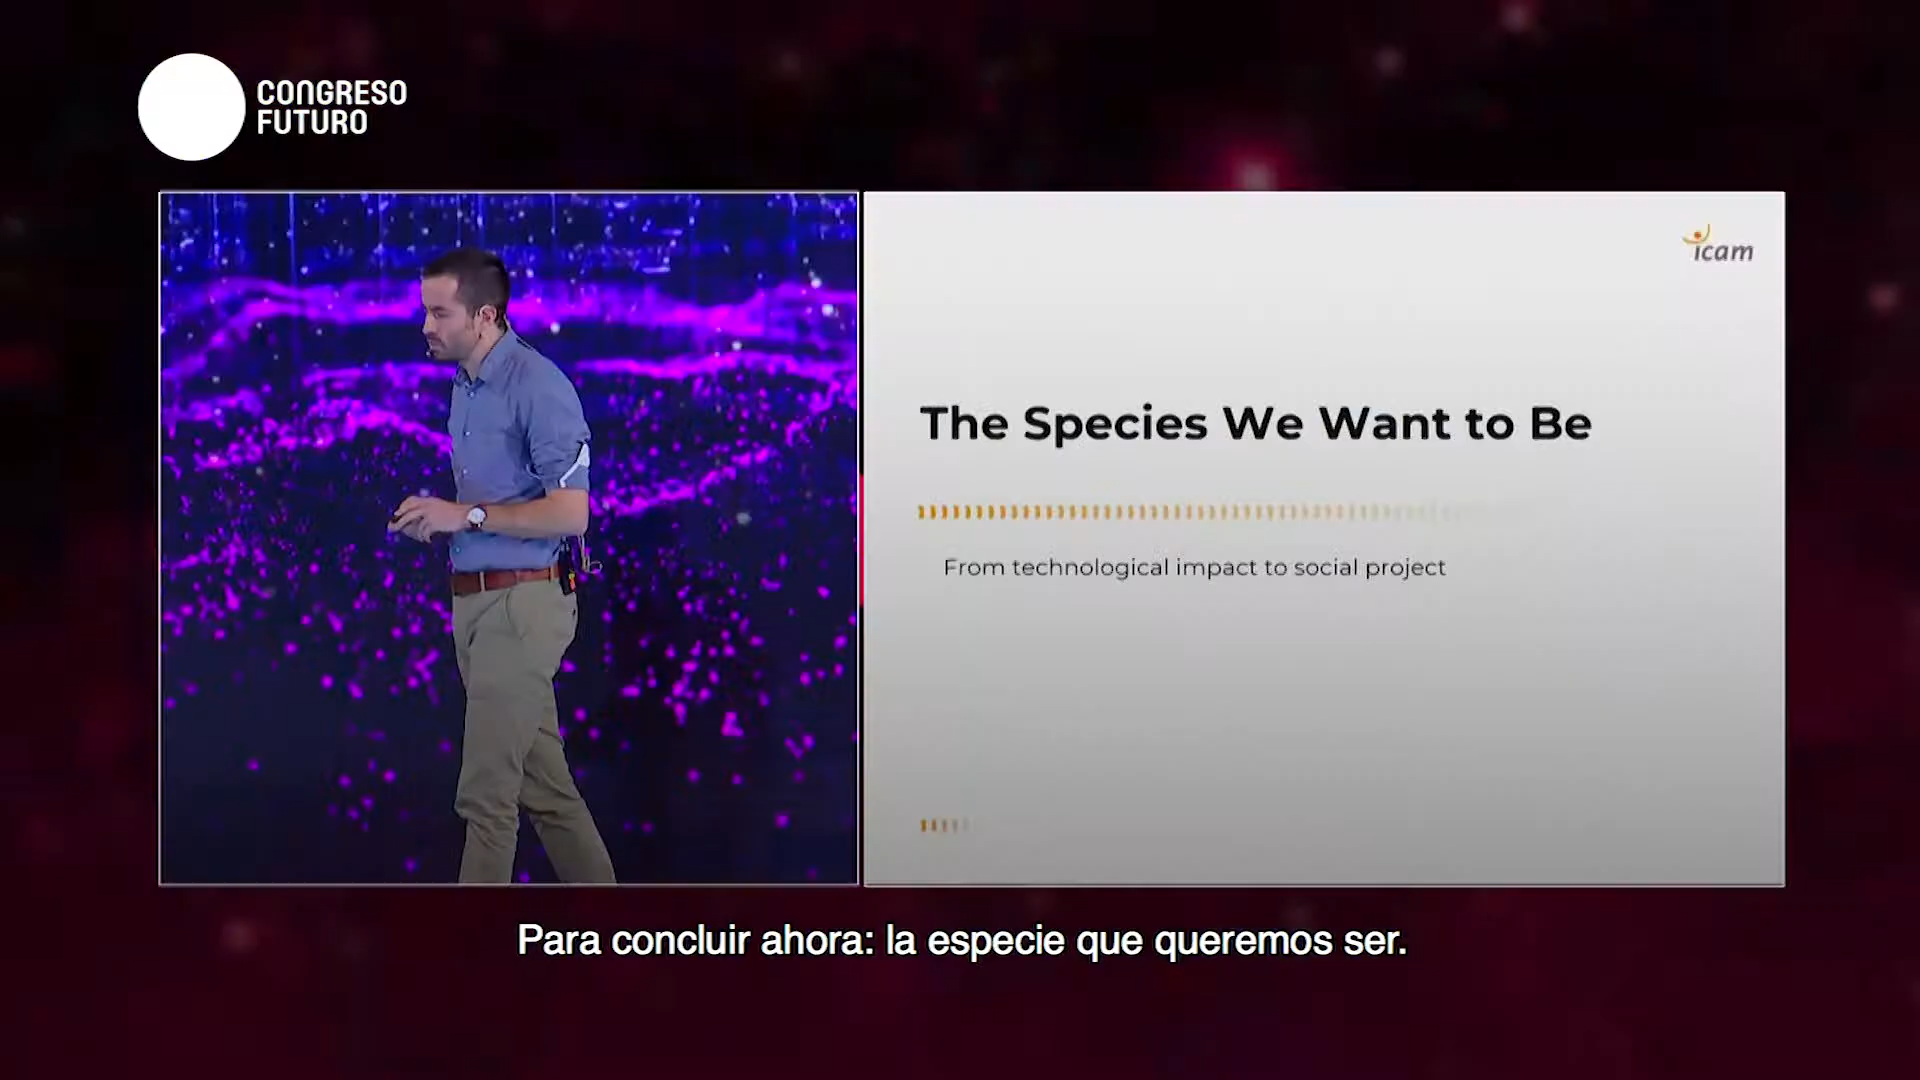 CONGRESO
FUTURO
icam
The Species We Want to Be
From technological impact to social project
Para concluir ahora: la especie que queremos ser.